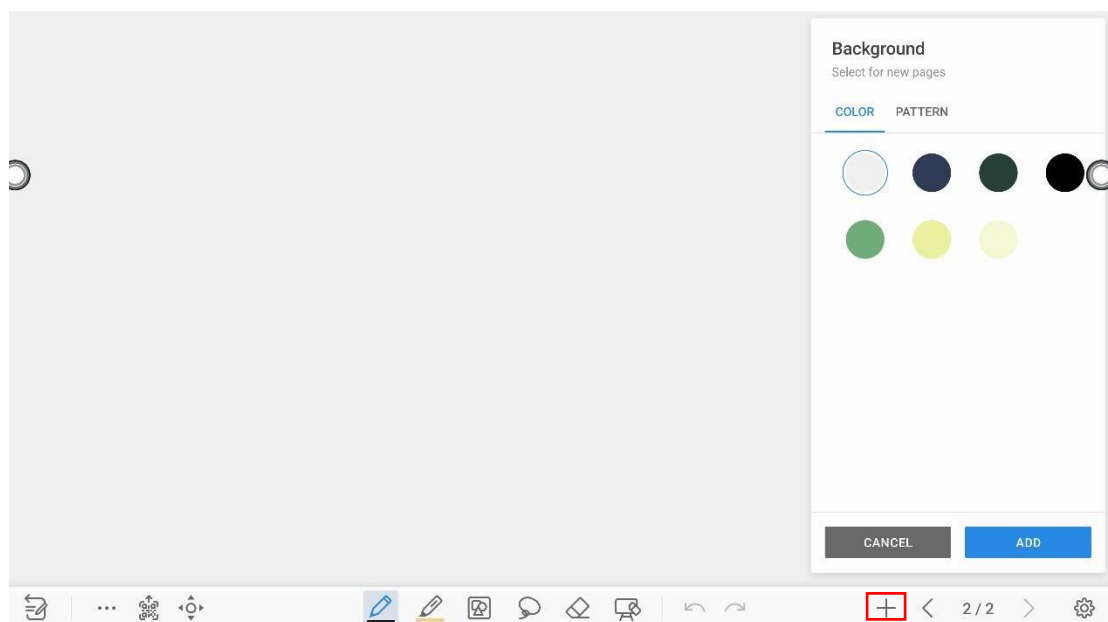 Background
Select for new pages
COLOR PATTERN
CANCEL ADD
2/2